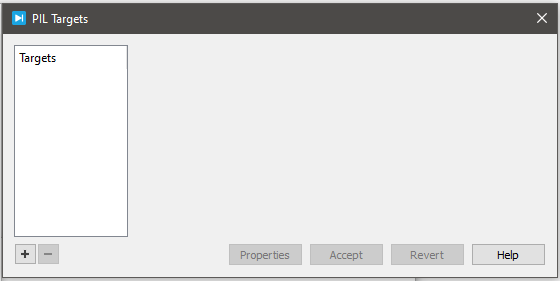 PIL Targets
Targets
Properties Accept Revert Help